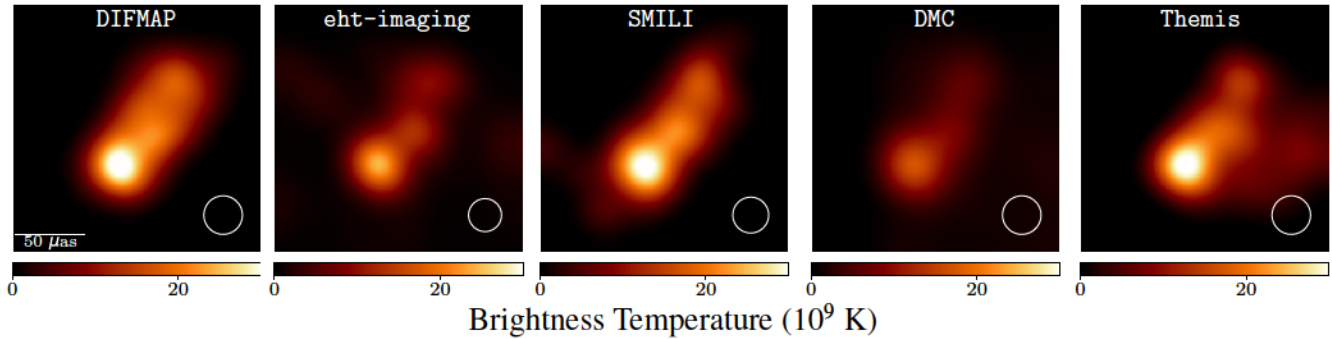 DIFMAP eht-imaging SMILI DMC Themis
50 μas
0 20 0 20 0 20 0 20 0 20
Brightness Temperature (10⁹ K)